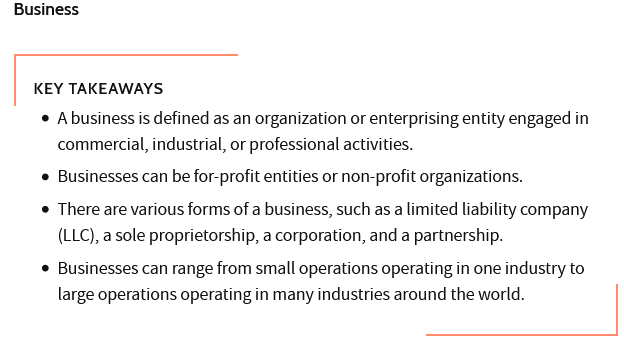 Business
KEY TAKEAWAYS
• A business is defined as an organization or enterprising entity engaged in
commercial, industrial, or professional activities.
• Businesses can be for-profit entities or non-profit organizations.
• There are various forms of a business, such as a limited liability company
(LLC), a sole proprietorship, a corporation, and a partnership.
• Businesses can range from small operations operating in one industry to
large operations operating in many industries around the world.